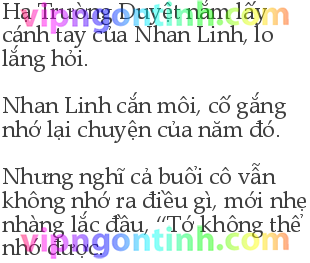 Hạ Trường Duyệt nắm lấy
cánh tay của Nhan Linh, lo
lắng hỏi.
Nhan Linh cắn môi, cố gắng
nhớ lại chuyện của năm đó.
Nhưng nghĩ cả buổi cô vẫn
không nhớ ra điều gì, mới nhẹ
nhàng lắc đầu, “Tớ không thể
nhớ được.
vipngontinh.com
vipngontinh.com